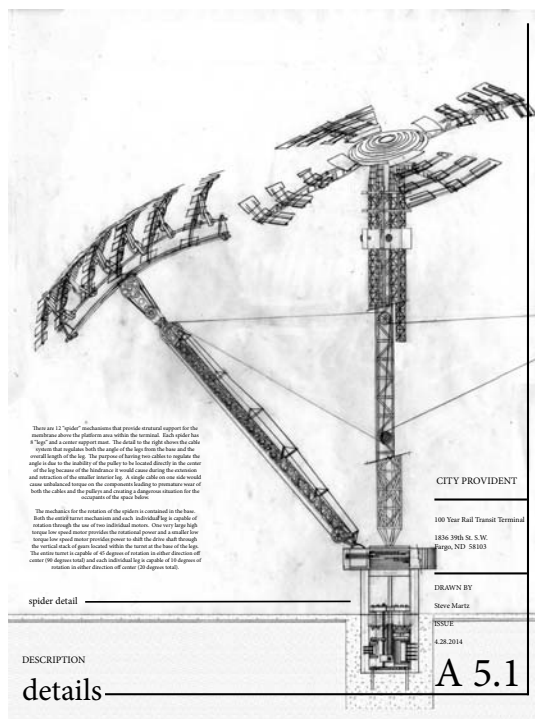 There are 12 "spider" mechanisms that provide strutural support for the
membrane above the platform area within the terminal. Each spider has
8 "legs" and a center support mast. The detail to the right shows the cable
system that regulates both the angle of the legs from the base and the
overall length of the leg. The purpose of having two cables to regulate the
angle is due to the inability of the pulley to be located directly in the center
of the leg because of the hindrance it would cause during the extension
and retraction of the smaller interior leg. A single cable on one side would
cause unbalanced torque on the components leading to premature wear of
both the cables and the pulleys and creating a dangerous situation for the
occupants of the space below.
The mechanics for the rotation of the spiders is contained in the base.
Both the entire turret mechanism and each individual leg is capable of
rotation through the use of two individual motors. One very large high
torque low speed motor provides the rotational power and a smaller low
torque low speed motor provides power to shift the drive shaft through
the vertical stack of gears located within the turret at the base of the legs.
The entire turret is capable of 45 degrees of rotation in either direction off
center (90 degrees total) and each individual leg is capable of 10 degrees of
rotation in either direction off center (20 degrees total).
spider detail
DESCRIPTION
details
CITY PROVIDENT
100 Year Rail Transit Terminal
1836 39th St. S.W.
Fargo, ND 58103
DRAWN BY
Steve Martz
ISSUE
4.28.2014
A 5.1